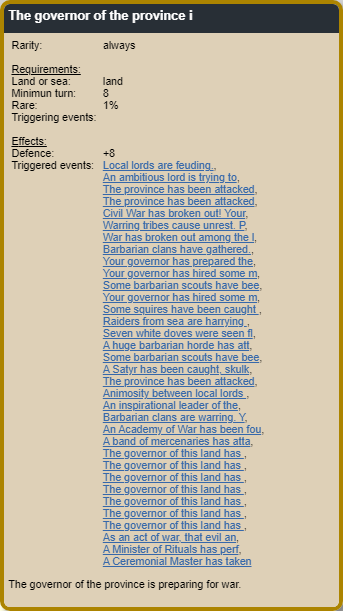 The governor of the province i
Rarity: always
Requirements:
Land or sea: land
Minimun turn: 8
Rare: 1%
Triggering events:
Effects:
Defence: +8
Triggered events: Local lords are feuding.,
An ambitious lord is trying to,
The province has been attacked,
The province has been attacked,
Civil War has broken out! Your,
Warring tribes cause unrest. P,
War has broken out among the l,
Barbarian clans have gathered.,
Your governor has prepared the,
Your governor has hired some m,
Some barbarian scouts have bee,
Your governor has hired some m,
Some squires have been caught ,
Raiders from sea are harrying ,
Seven white doves were seen fl,
A huge barbarian horde has att,
Some barbarian scouts have bee,
A Satyr has been caught, skulk,
The province has been attacked,
Animosity between local lords ,
An inspirational leader of the,
Barbarian clans are warring. Y,
An Academy of War has been fou,
A band of mercenaries has atta,
The governor of this land has ,
The governor of this land has ,
The governor of this land has ,
The governor of this land has ,
The governor of this land has ,
The governor of this land has ,
The governor of this land has ,
As an act of war, that evil an,
A Minister of Rituals has perf,
A Ceremonial Master has taken
The governor of the province is preparing for war.